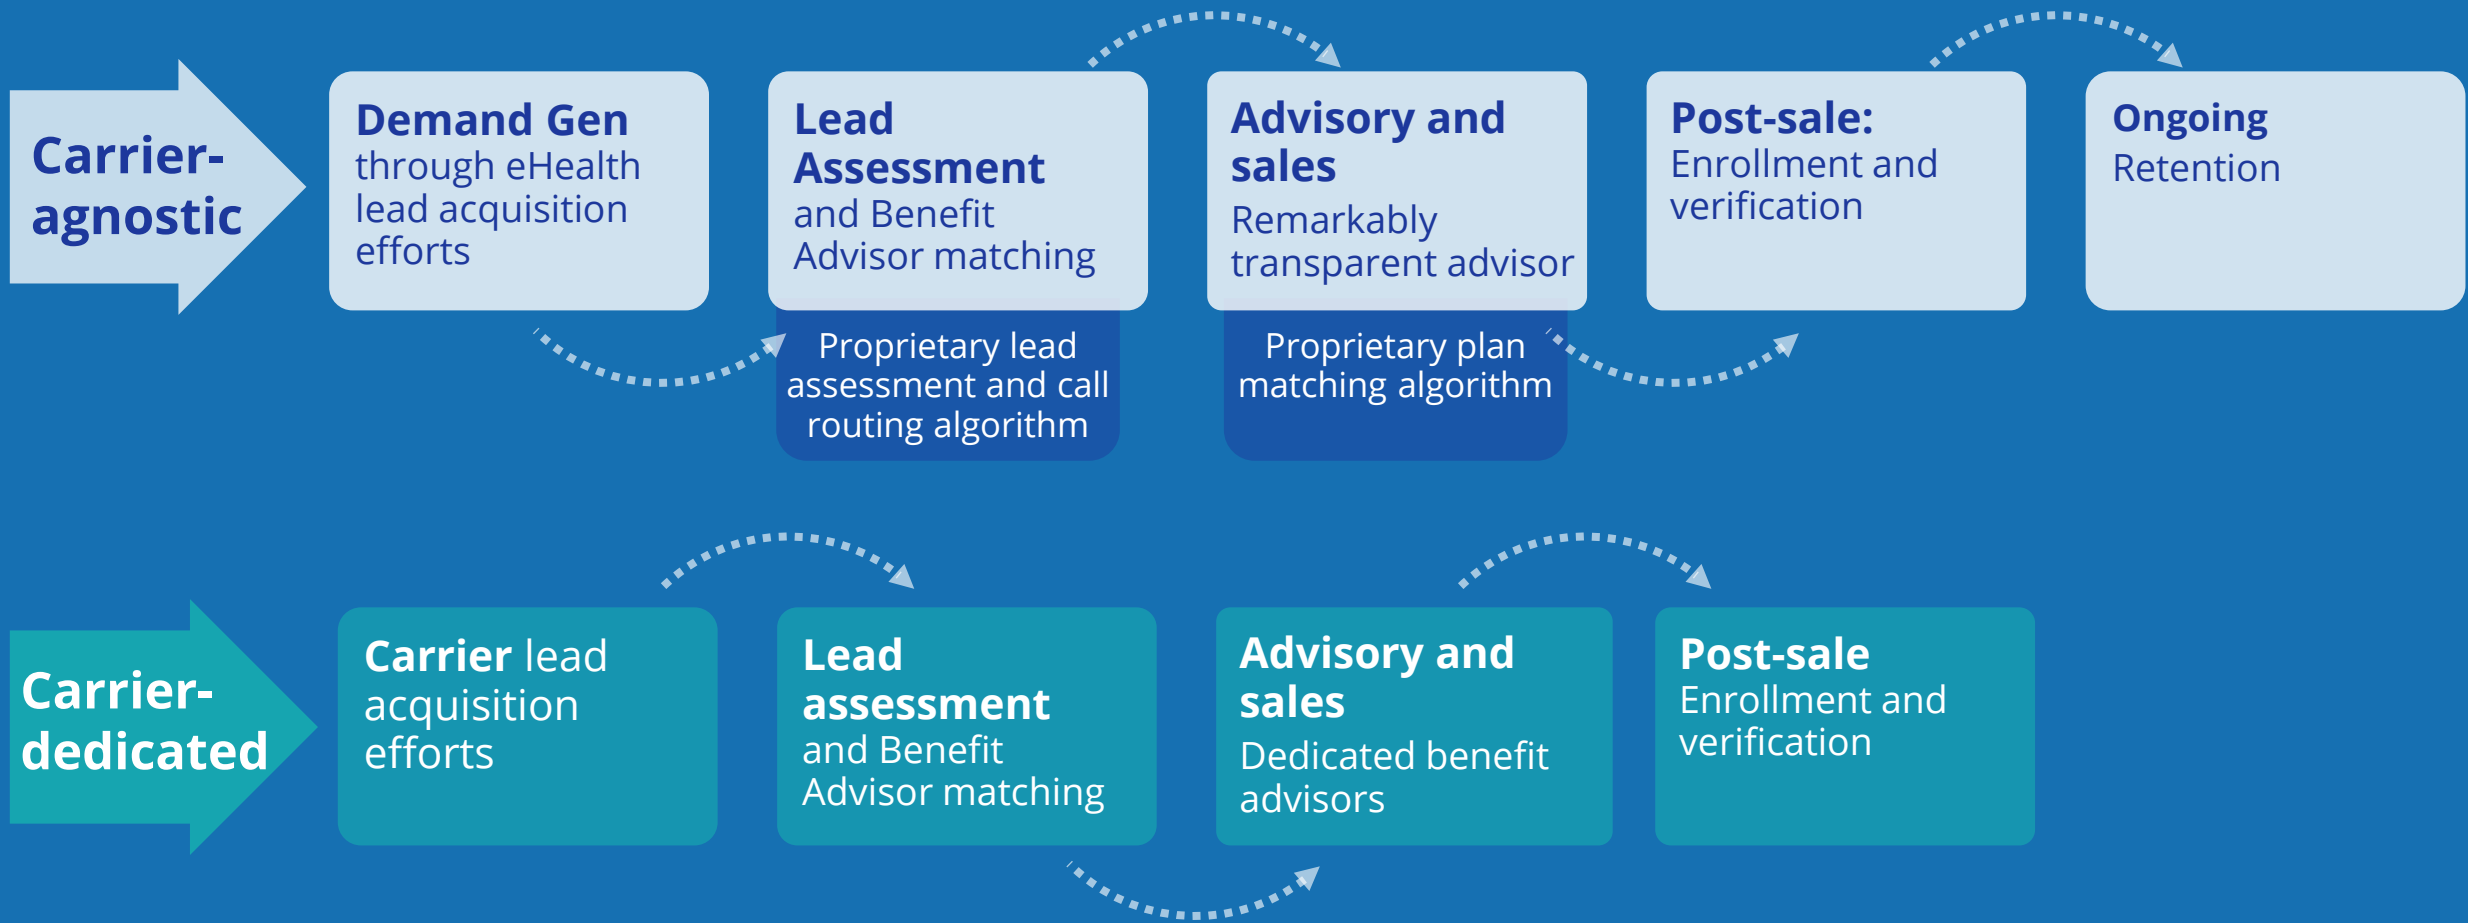 Carrier-
agnostic
Demand Gen
through eHealth
lead acquisition
efforts
Lead
Assessment
and Benefit
Advisor matching
Proprietary lead
assessment and call
routing algorithm
Advisory and
sales
Remarkably
transparent advisor
Proprietary plan
matching algorithm
Post-sale:
Enrollment and
verification
Ongoing
Retention
Carrier-
dedicated
Carrier lead
acquisition
efforts
Lead
assessment
and Benefit
Advisor matching
Advisory and
sales
Dedicated benefit
advisors
Post-sale
Enrollment and
verification